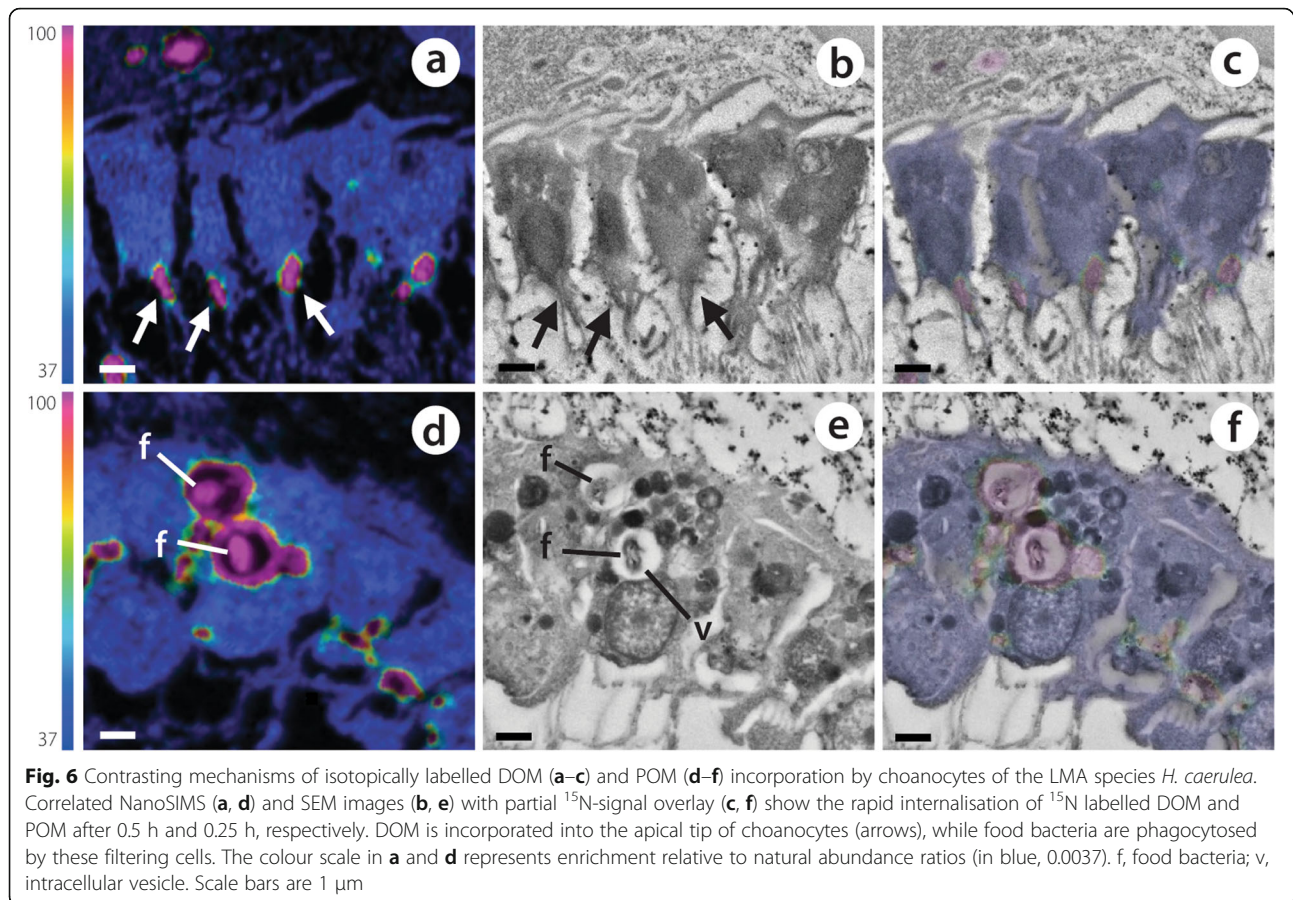 100
37
a
b
c
100
37
d
e
f
f
f
f
f
v
Fig. 6 Contrasting mechanisms of isotopically labelled DOM (a–c) and POM (d–f) incorporation by choanocytes of the LMA species H. caerulea.
Correlated NanoSIMS (a, d) and SEM images (b, e) with partial ¹⁵N-signal overlay (c, f) show the rapid internalisation of ¹⁵N labelled DOM and
POM after 0.5 h and 0.25 h, respectively. DOM is incorporated into the apical tip of choanocytes (arrows), while food bacteria are phagocytosed
by these filtering cells. The colour scale in a and d represents enrichment relative to natural abundance ratios (in blue, 0.0037). f, food bacteria; v,
intracellular vesicle. Scale bars are 1 μm